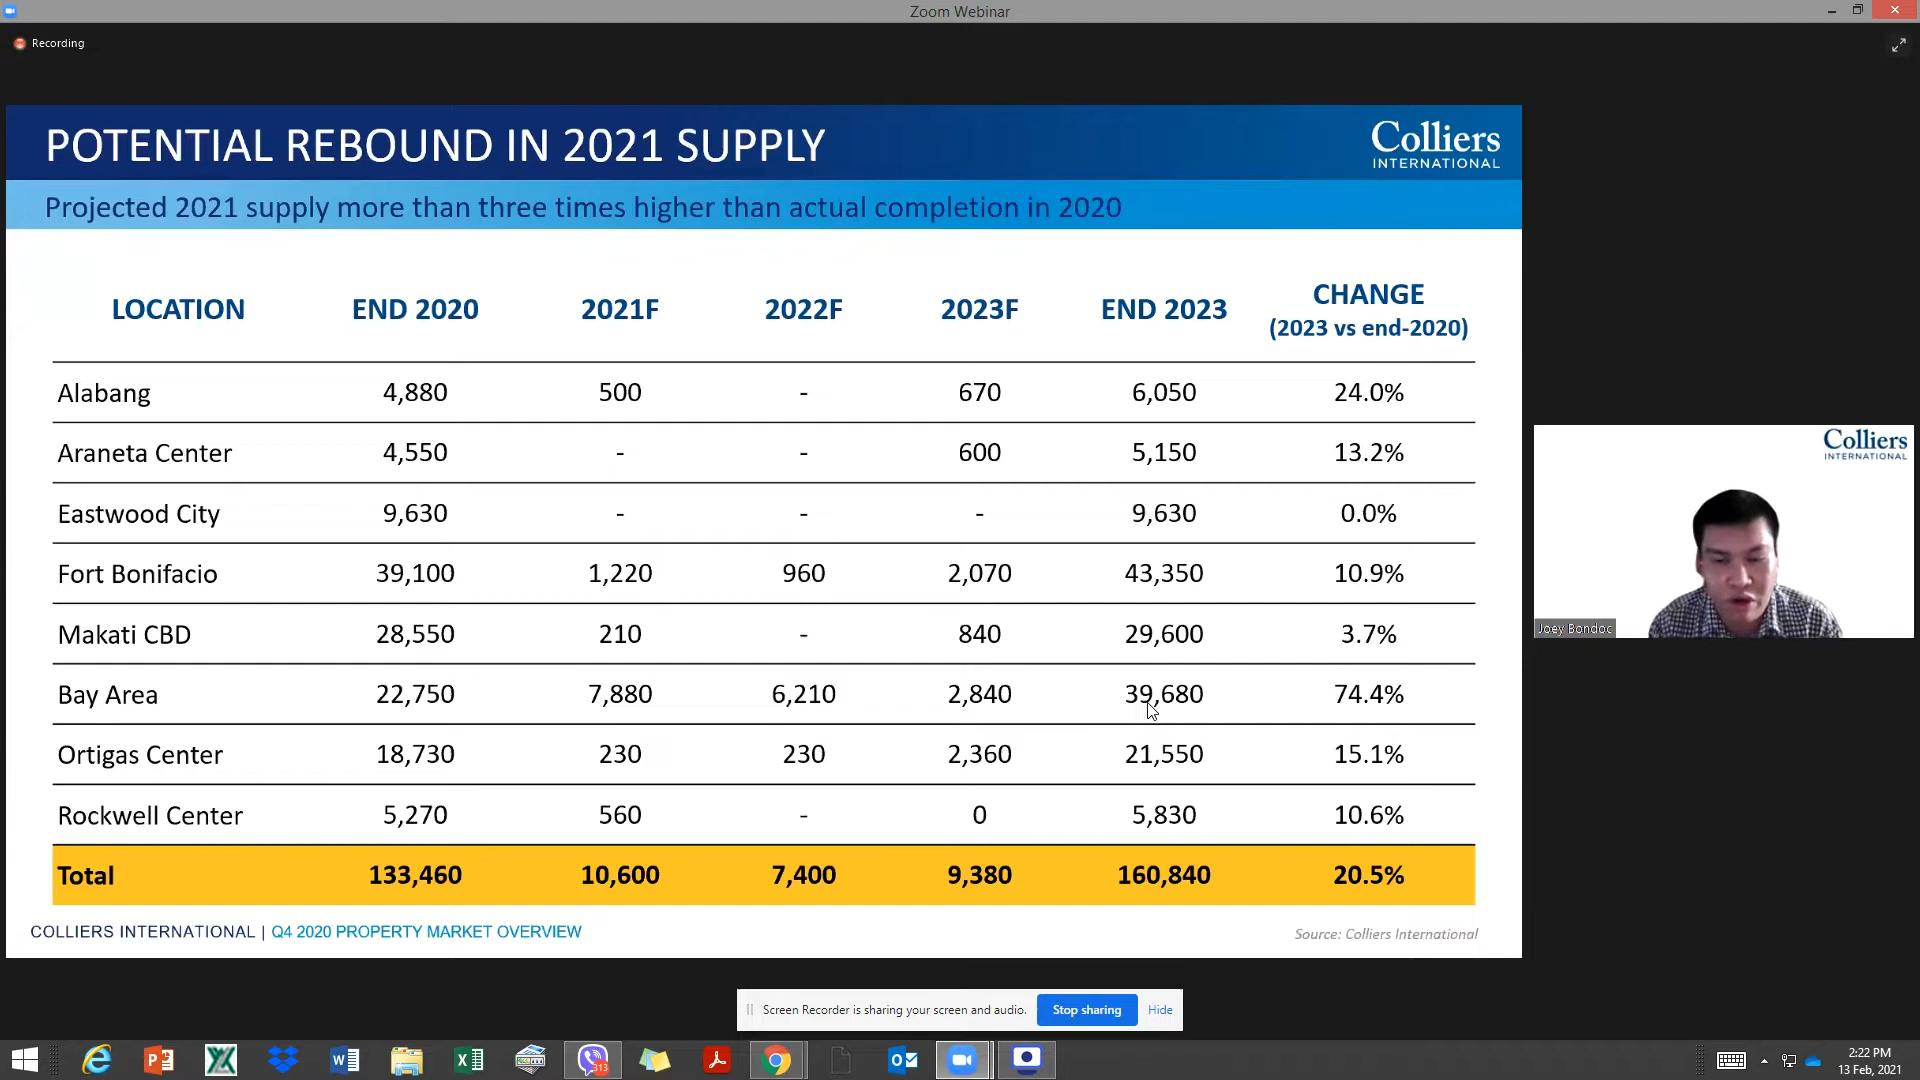 Zoom Webinar
Recording
POTENTIAL REBOUND IN 2021 SUPPLY
Colliers
INTERNATIONAL
Projected 2021 supply more than three times higher than actual completion in 2020
LOCATION END 2020 2021F 2022F 2023F END 2023 CHANGE
(2023 vs end-2020)
Alabang 4,880 500 - 670 6,050 24.0%
Araneta Center 4,550 - - 600 5,150 13.2%
Eastwood City 9,630 - - - 9,630 0.0%
Fort Bonifacio 39,100 1,220 960 2,070 43,350 10.9%
Makati CBD 28,550 210 - 840 29,600 3.7%
Bay Area 22,750 7,880 6,210 2,840 39,680 74.4%
Ortigas Center 18,730 230 230 2,360 21,550 15.1%
Rockwell Center 5,270 560 - 0 5,830 10.6%
Total 133,460 10,600 7,400 9,380 160,840 20.5%
COLLIERS INTERNATIONAL | Q4 2020 PROPERTY MARKET OVERVIEW
Source: Colliers International
Colliers
INTERNATIONAL
Joey Bondoc
Screen Recorder is sharing your screen and audio. Stop sharing Hide
313
2:22 PM
13 Feb, 2021